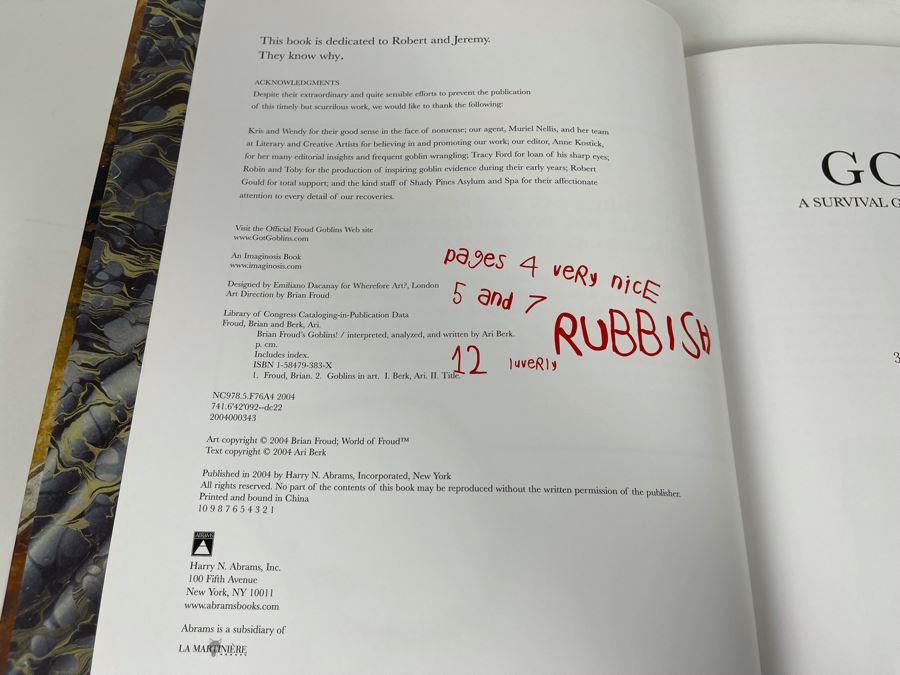 This book is dedicated to Robert and Jeremy.
They know why.
ACKNOWLEDGMENTS
Despite their extraordinary and quite sensible efforts to prevent the publication
of this timely but scurrilous work, we would like to thank the following:
Kris and Wendy for their good sense in the face of nonsense; our agent, Muriel Nellis, and her team
at Literary and Creative Artists for believing in and promoting our work; our editor, Anne Kostick,
for her many editorial insights and frequent goblin wrangling; Tracy Ford for loan of his sharp eyes;
Robin and Toby for the production of inspiring goblin evidence during their early years; Robert
Gould for total support; and the kind staff of Shady Pines Asylum and Spa for their affectionate
attention to every detail of our recoveries.
Visit the Official Froud Goblins Web site
www.GotGoblins.com
An Imaginosis Book
www.imaginosis.com
Designed by Emiliano Dacanay for Wherefore Art?, London
Art Direction by Brian Froud
Library of Congress Cataloging-in-Publication Data
Froud, Brian and Berk, Ari.
Brian Froud's Goblins! / interpreted, analyzed, and written by Ari Berk.
p. cm.
Includes index.
ISBN 1-58479-383-X
1. Froud, Brian. 2. Goblins in art. I. Berk, Ari. II. Title.
NC978.5.F76A4 2004
741.6'42'092--dc22
2004000343
Art copyright © 2004 Brian Froud; World of Froud™
Text copyright © 2004 Ari Berk
Published in 2004 by Harry N. Abrams, Incorporated, New York
All rights reserved. No part of the contents of this book may be reproduced without the written permission of the publisher.
Printed and bound in China
10 9 8 7 6 5 4 3 2 1
ABRAMS
Harry N. Abrams, Inc.
100 Fifth Avenue
New York, NY 10011
www.abramsbooks.com
Abrams is a subsidiary of
LA MARTINIÈRE
pages 4 veRy nicE
5 and 7
RUBBISH
12 luveRly
GO
A SURVIVAL G
3